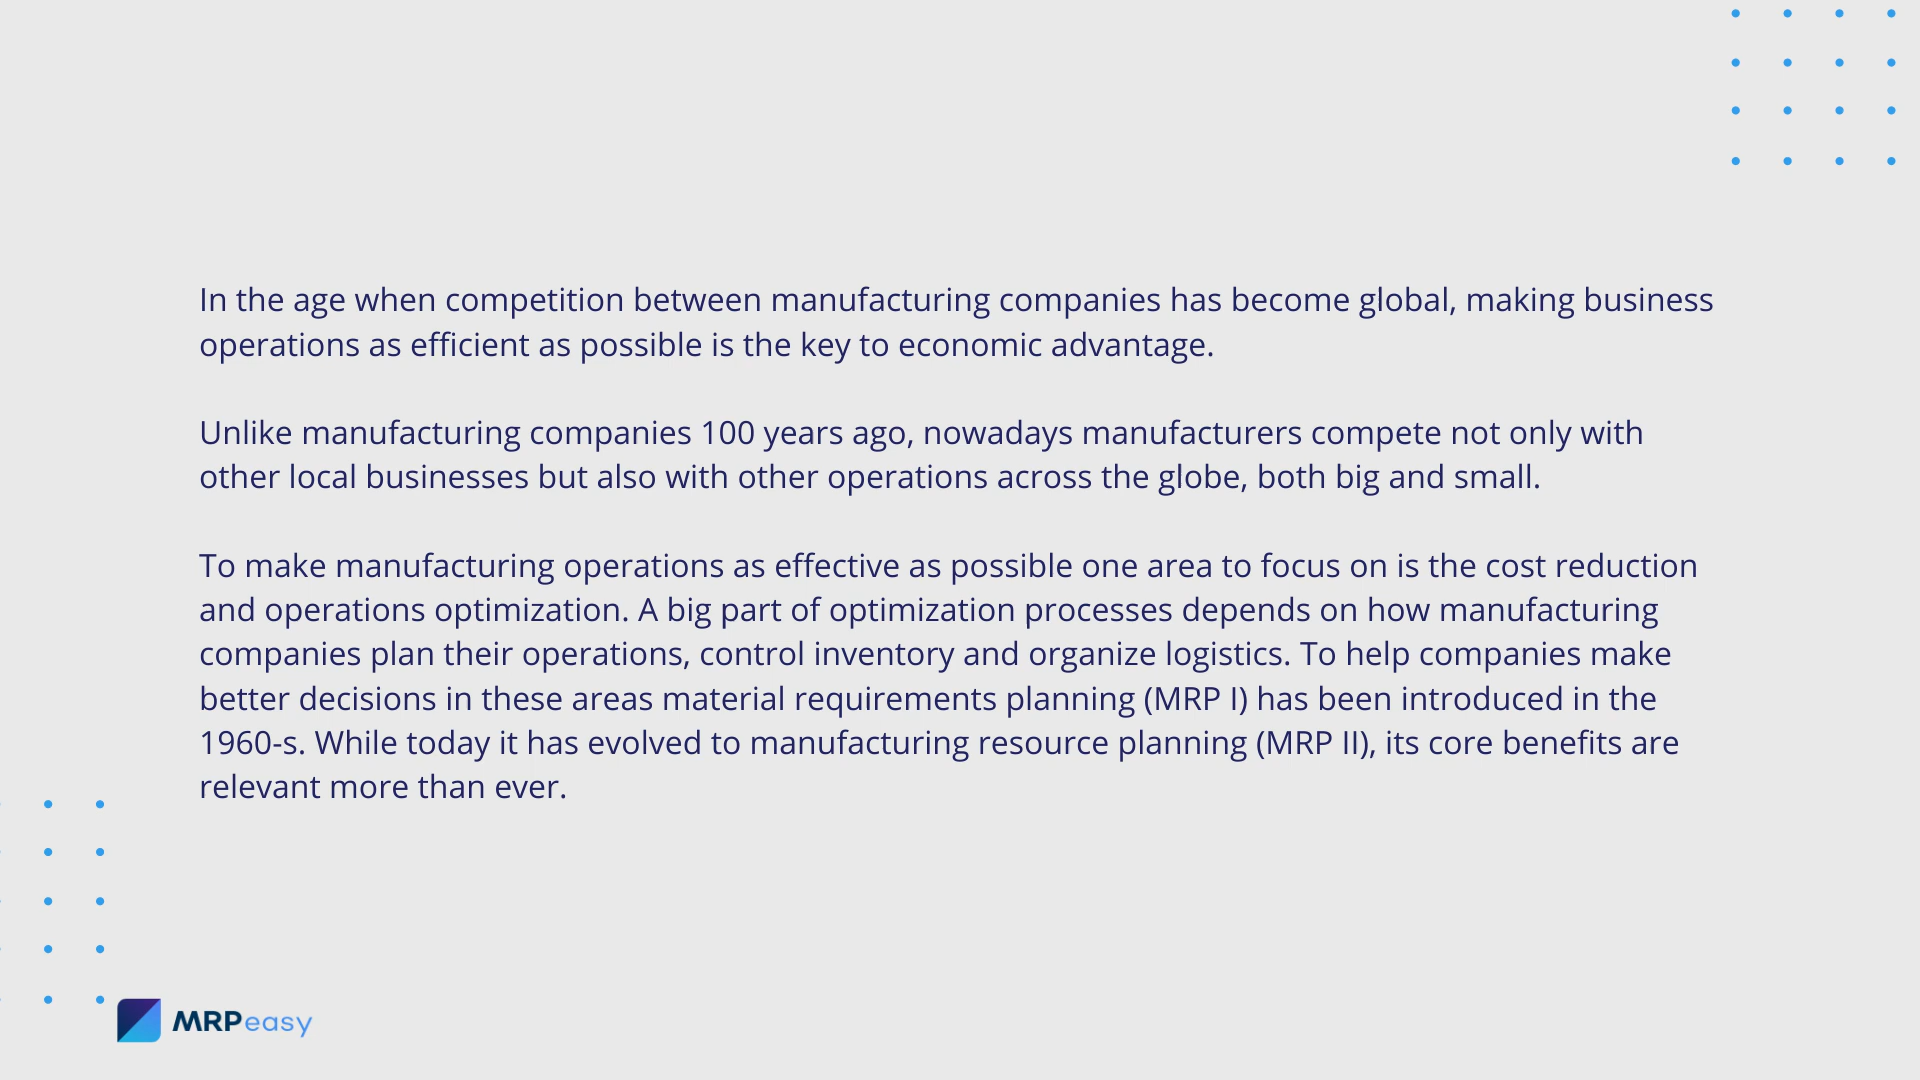 In the age when competition between manufacturing companies has become global, making business
operations as efficient as possible is the key to economic advantage.
Unlike manufacturing companies 100 years ago, nowadays manufacturers compete not only with
other local businesses but also with other operations across the globe, both big and small.
To make manufacturing operations as effective as possible one area to focus on is the cost reduction
and operations optimization. A big part of optimization processes depends on how manufacturing
companies plan their operations, control inventory and organize logistics. To help companies make
better decisions in these areas material requirements planning (MRP I) has been introduced in the
1960-s. While today it has evolved to manufacturing resource planning (MRP II), its core benefits are
relevant more than ever.
MRPeasy